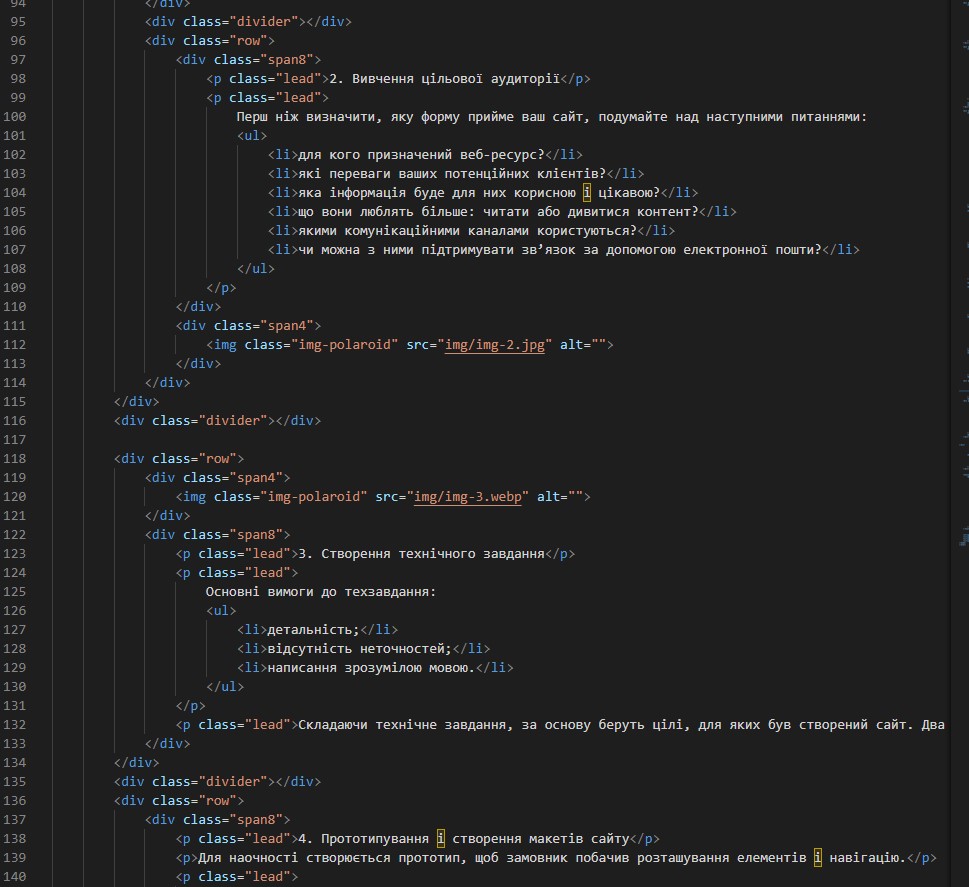 94 </div>
95 <div class="divider"></div>
96 <div class="row">
97 <div class="span8">
98 <p class="lead">2. Вивчення цільової аудиторії</p>
99 <p class="lead">
100 Перш ніж визначити, яку форму прийме ваш сайт, подумайте над наступними питаннями:
101 <ul>
102 <li>для кого призначений веб-ресурс?</li>
103 <li>які переваги ваших потенційних клієнтів?</li>
104 <li>яка інформація буде для них корисною і цікавою?</li>
105 <li>що вони люблять більше: читати або дивитися контент?</li>
106 <li>якими комунікаційними каналами користуються?</li>
107 <li>чи можна з ними підтримувати зв’язок за допомогою електронної пошти?</li>
108 </ul>
109 </p>
110 </div>
111 <div class="span4">
112 <img class="img-polaroid" src="img/img-2.jpg" alt="">
113 </div>
114 </div>
115 </div>
116 <div class="divider"></div>
117
118 <div class="row">
119 <div class="span4">
120 <img class="img-polaroid" src="img/img-3.webp" alt="">
121 </div>
122 <div class="span8">
123 <p class="lead">3. Створення технічного завдання</p>
124 <p class="lead">
125 Основні вимоги до техзавдання:
126 <ul>
127 <li>детальність;</li>
128 <li>відсутність неточностей;</li>
129 <li>написання зрозумілою мовою.</li>
130 </ul>
131 </p>
132 <p class="lead">Складаючи технічне завдання, за основу беруть цілі, для яких був створений сайт. Два
133 </div>
134 </div>
135 <div class="divider"></div>
136 <div class="row">
137 <div class="span8">
138 <p class="lead">4. Прототипування і створення макетів сайту</p>
139 <p>Для наочності створюється прототип, щоб замовник побачив розташування елементів і навігацію.</p>
140 <p class="lead">